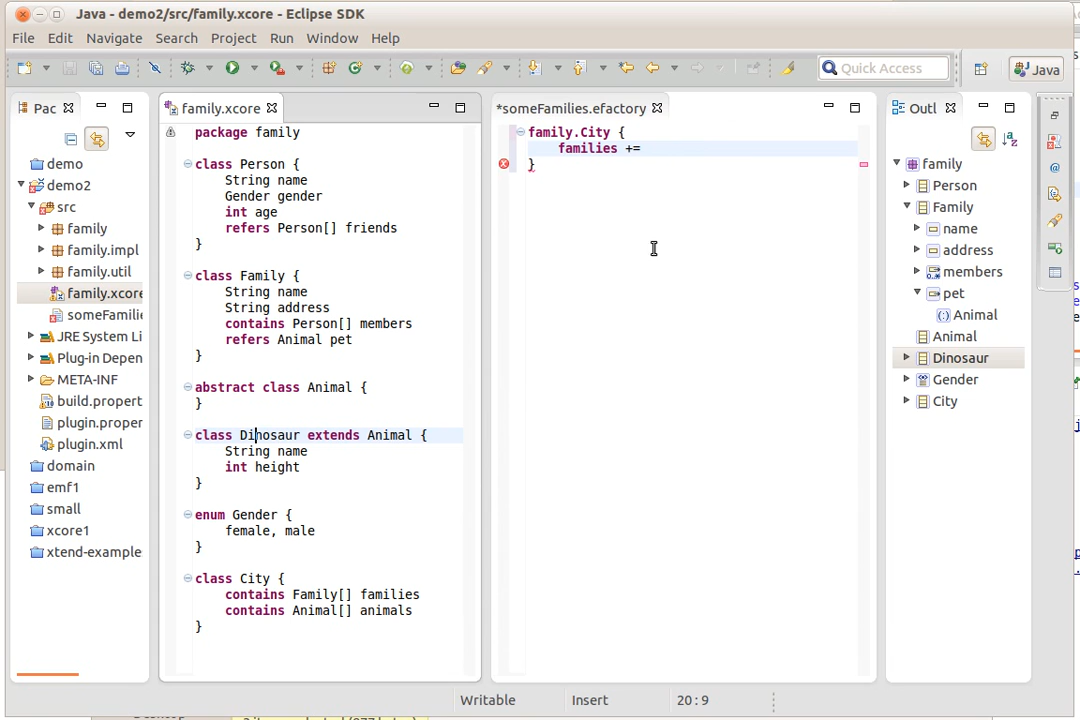 Java - demo2/src/family.xcore - Eclipse SDK
File Edit Navigate Search Project Run Window Help
Quick Access
Java
Pac
demo
demo2
src
family
family.impl
family.util
family.xcore
someFamilie
JRE System Li
Plug-in Depen
META-INF
build.propert
plugin.proper
plugin.xml
domain
emf1
small
xcore1
xtend-example
family.xcore
package family
class Person {
String name
Gender gender
int age
refers Person[] friends
}
class Family {
String name
String address
contains Person[] members
refers Animal pet
}
abstract class Animal {
}
class Dinosaur extends Animal {
String name
int height
}
enum Gender {
female, male
}
class City {
contains Family[] families
contains Animal[] animals
}
*someFamilies.efactory
family.City {
families +=
}
Outl
family
Person
Family
name
address
members
pet
Animal
Animal
Dinosaur
Gender
City
Writable Insert 20:9